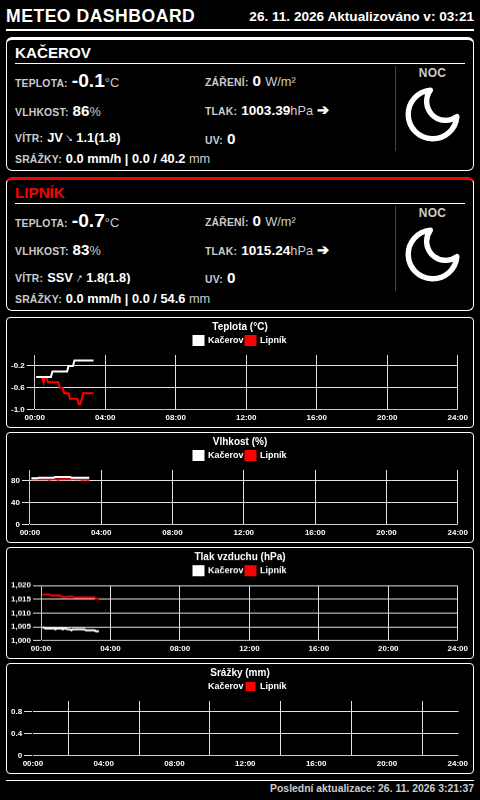 METEO DASHBOARD 26. 11. 2026 Aktualizováno v: 03:21
KAČEROV
TEPLOTA: -0.1°C ZÁŘENÍ: 0 W/m² NOC
VLHKOST: 86% TLAK: 1003.39hPa ➔
VÍTR: JV → 1.1(1.8) UV: 0
SRÁŽKY: 0.0 mm/h | 0.0 / 40.2 mm
LIPNÍK
TEPLOTA: -0.7°C ZÁŘENÍ: 0 W/m² NOC
VLHKOST: 83% TLAK: 1015.24hPa ➔
VÍTR: SSV → 1.8(1.8) UV: 0
SRÁŽKY: 0.0 mm/h | 0.0 / 54.6 mm
Teplota (°C)
Kačerov Lipník
-0.2
-0.6
-1.0
00:00 04:00 08:00 12:00 16:00 20:00 24:00
Vlhkost (%)
Kačerov Lipník
80
40
0
00:00 04:00 08:00 12:00 16:00 20:00 24:00
Tlak vzduchu (hPa)
Kačerov Lipník
1,020
1,015
1,010
1,005
1,000
00:00 04:00 08:00 12:00 16:00 20:00 24:00
Srážky (mm)
Kačerov Lipník
0.8
0.4
0
00:00 04:00 08:00 12:00 16:00 20:00 24:00
Poslední aktualizace: 26. 11. 2026 3:21:37